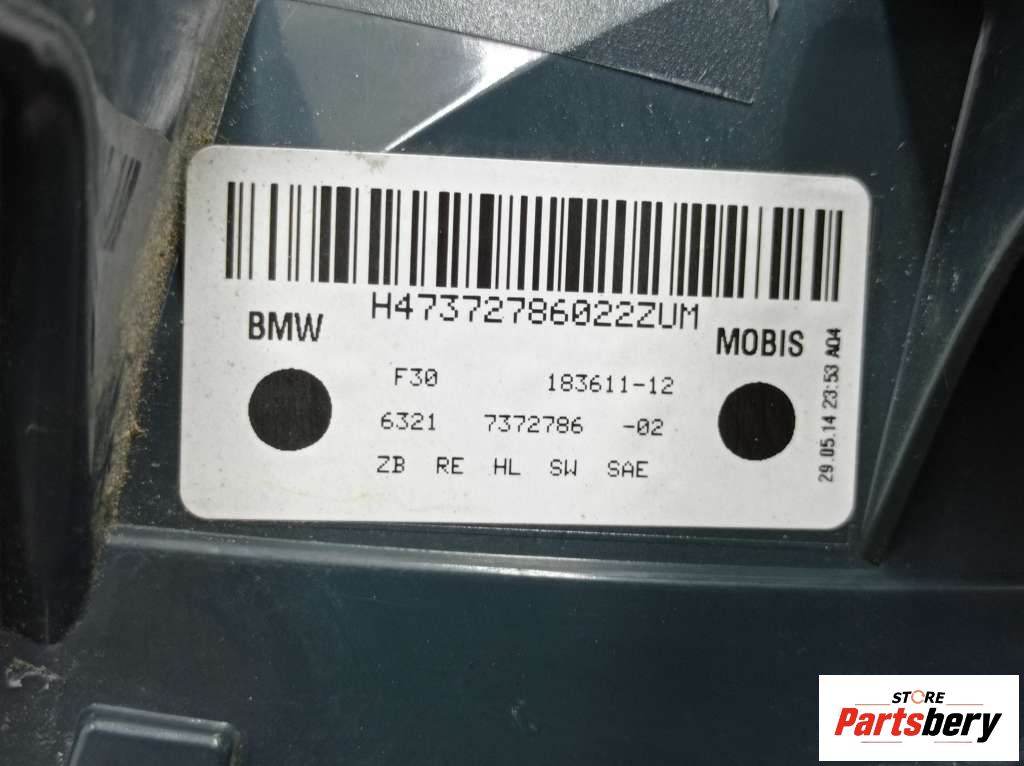 H47372786022ZUM
BMW
MOBIS
F30 183611-12
6321 7372786 -02
ZB RE HL SW SAE
29.05.14 23:53 A04
STORE
Partsbery